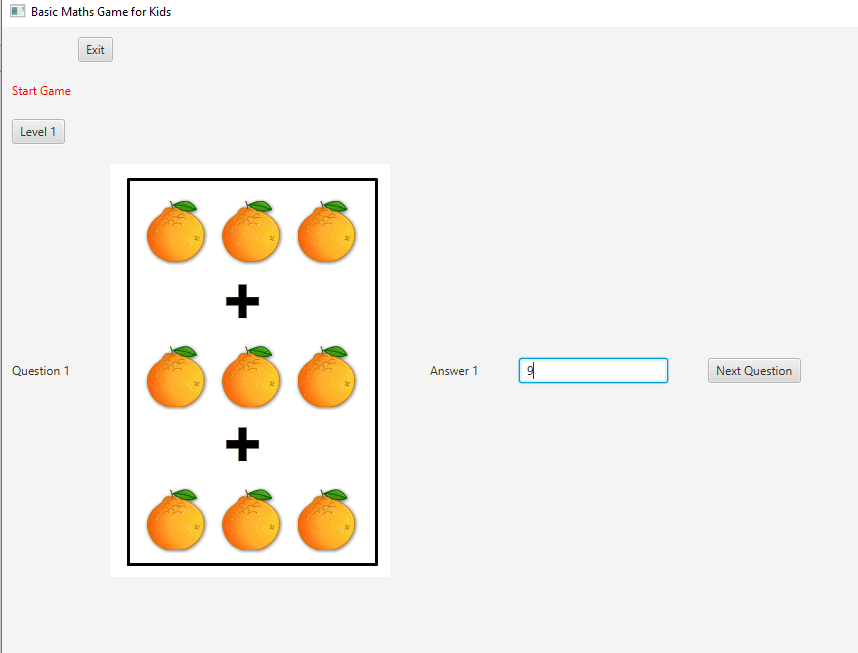 Basic Maths Game for Kids
Exit
Start Game
Level 1
+
+
Question 1
Answer 1
9
Next Question